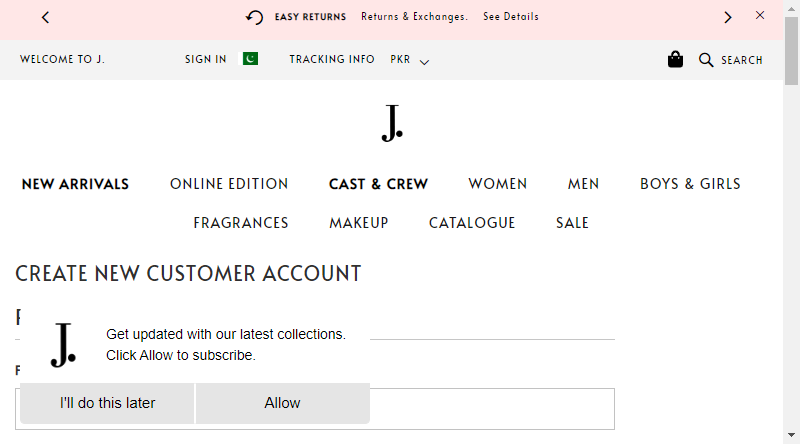 EASY RETURNS Returns & Exchanges. See Details
WELCOME TO J. SIGN IN TRACKING INFO PKR SEARCH
J.
NEW ARRIVALS ONLINE EDITION CAST & CREW WOMEN MEN BOYS & GIRLS
FRAGRANCES MAKEUP CATALOGUE SALE
CREATE NEW CUSTOMER ACCOUNT
J.
Get updated with our latest collections.
Click Allow to subscribe.
I'll do this later Allow